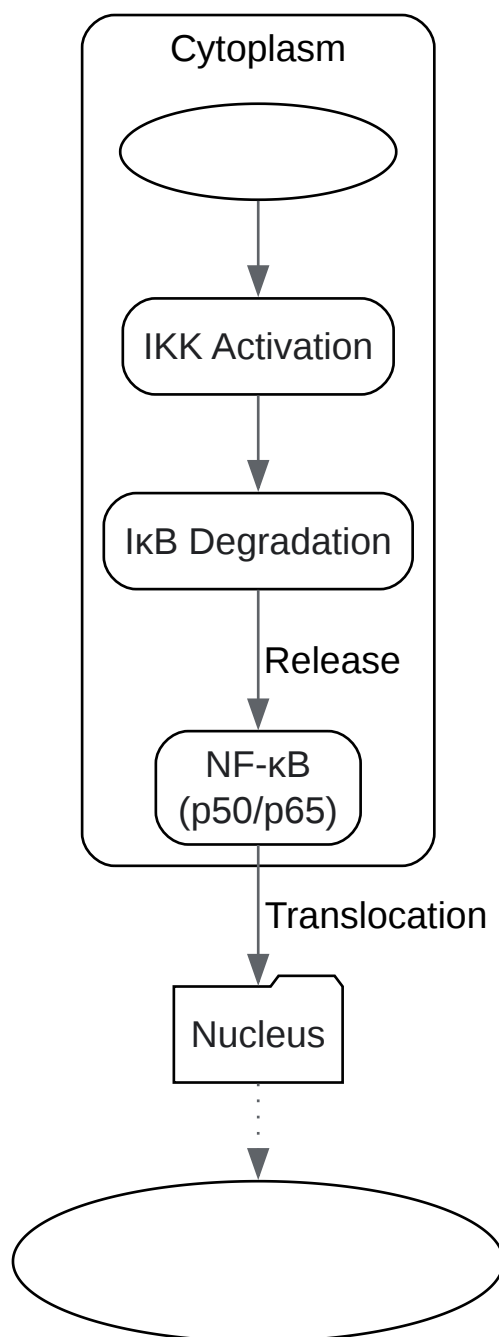 Cytoplasm
IKK Activation
IκB Degradation
Release
NF-κB
(p50/p65)
Translocation
Nucleus